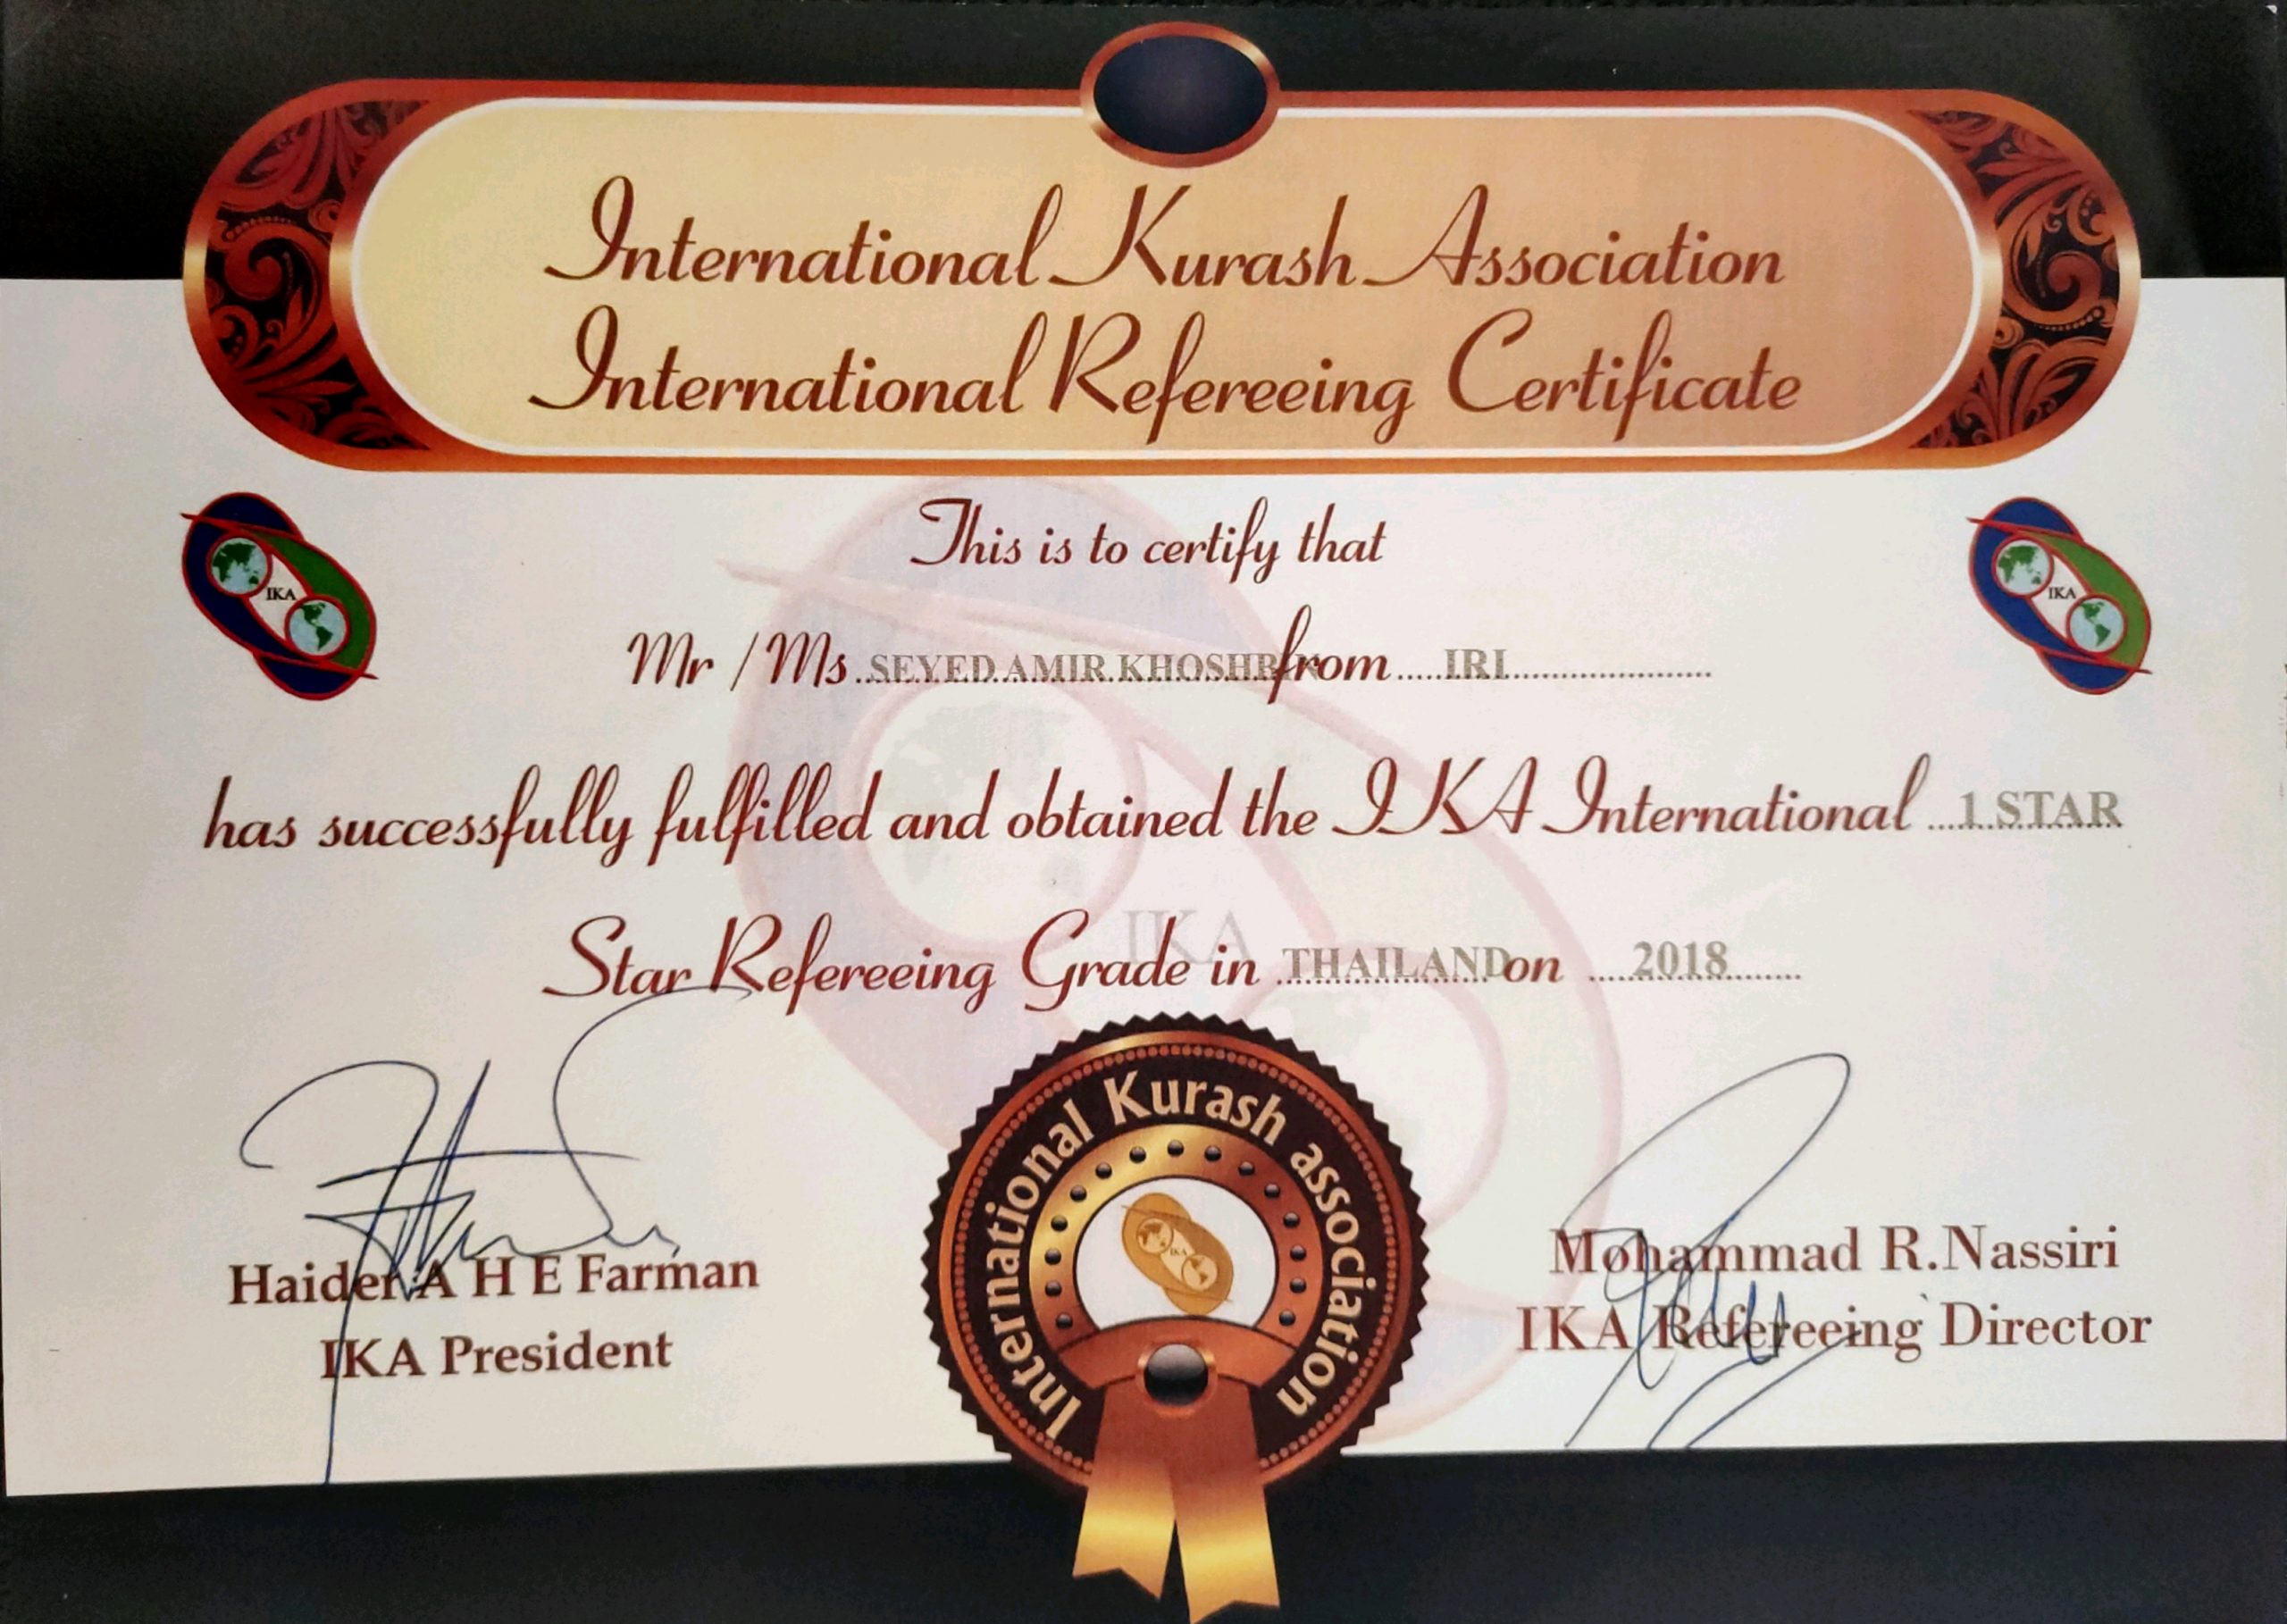 International Kurash Association
International Refereeing Certificate
This is to certify that
IKA
IKA
Mr / Ms SEYED AMIR from IRI
has successfully fulfilled and obtained the IKA International 1 STAR
IKA
Star Refereeing Grade in THAILAND on 2018
International Kurash association
IKA
Haider A H E Farman
IKA President
Mohammad R.Nassiri
IKA Refereeing Director